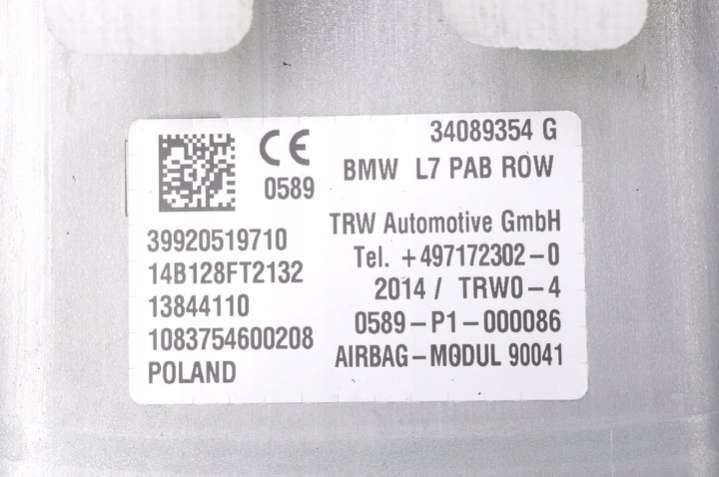 34089354 G
CE
0589
BMW L7 PAB ROW
39920519710
14B128FT2132
13844110
1083754600208
POLAND
TRW Automotive GmbH
Tel. +497172302-0
2014 / TRW0-4
0589-P1-000086
AIRBAG-MODUL 90041